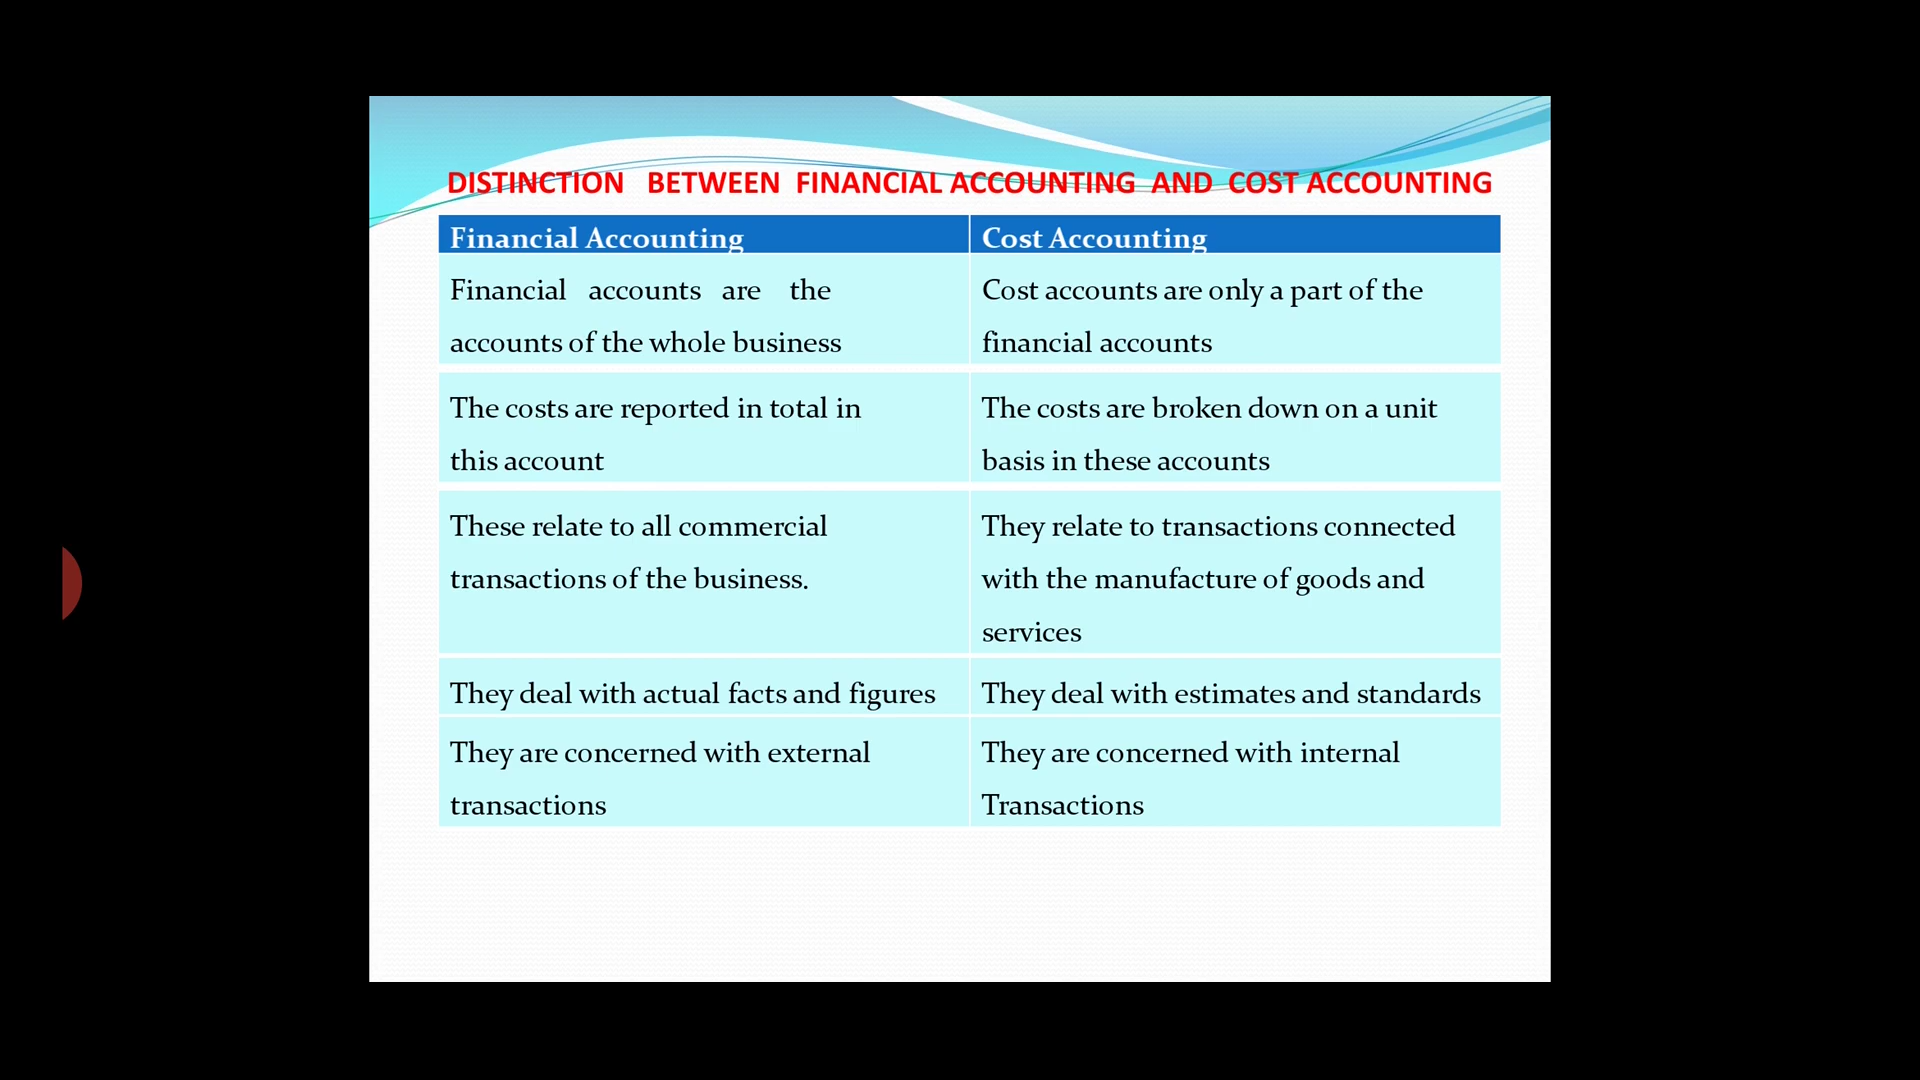 DISTINCTION BETWEEN FINANCIAL ACCOUNTING AND COST ACCOUNTING
Financial Accounting
Cost Accounting
Financial accounts are the
accounts of the whole business
Cost accounts are only a part of the
financial accounts
The costs are reported in total in
this account
The costs are broken down on a unit
basis in these accounts
These relate to all commercial
transactions of the business.
They relate to transactions connected
with the manufacture of goods and
services
They deal with actual facts and figures
They deal with estimates and standards
They are concerned with external
transactions
They are concerned with internal
Transactions